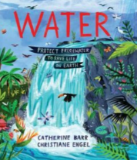 WATER
PROTECT FRESHWATER
TO SAVE LIFE
ON EARTH
CATHERINE BARR
CHRISTIANE ENGEL